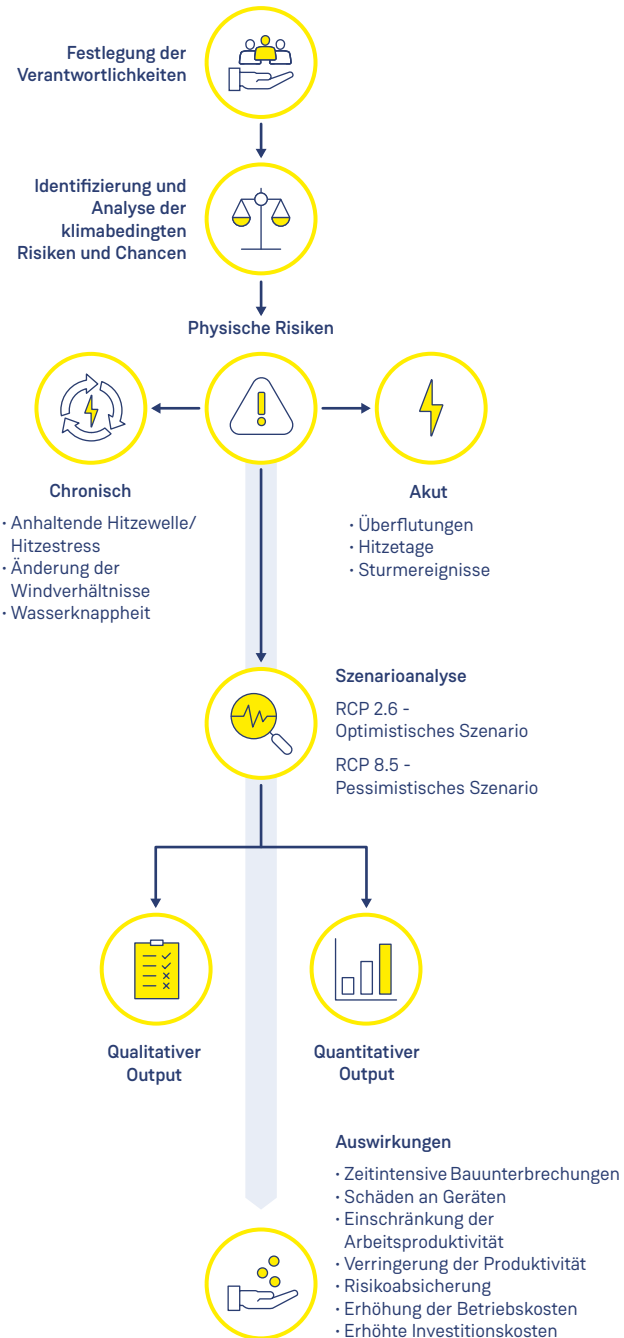 Festlegung der
Verantwortlichkeiten
Identifizierung und
Analyse der
klimabedingten
Risiken und Chancen
Physische Risiken
Chronisch
· Anhaltende Hitzewelle/
Hitzestress
· Änderung der
Windverhältnisse
· Wasserknappheit
Akut
· Überflutungen
· Hitzetage
· Sturmereignisse
Szenarioanalyse
RCP 2.6 -
Optimistisches Szenario
RCP 8.5 -
Pessimistisches Szenario
Qualitativer
Output
Quantitativer
Output
Auswirkungen
· Zeitintensive Bauunterbrechungen
· Schäden an Geräten
· Einschränkung der
Arbeitsproduktivität
· Verringerung der Produktivität
· Risikoabsicherung
· Erhöhung der Betriebskosten
· Erhöhte Investitionskosten